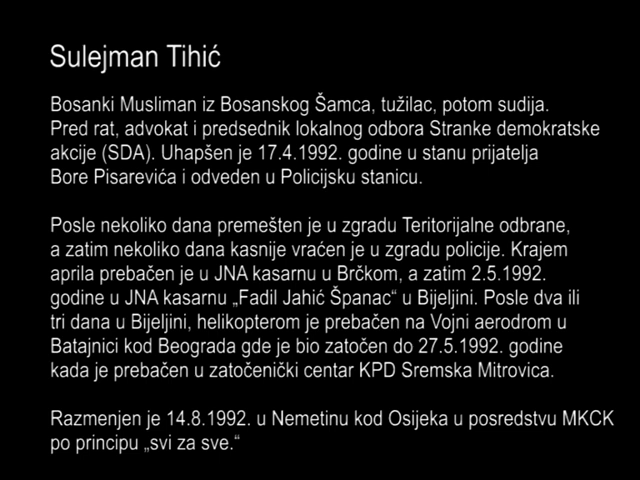 Sulejman Tihić
Bosanki Musliman iz Bosanskog Šamca, tužilac, potom sudija.
Pred rat, advokat i predsednik lokalnog odbora Stranke demokratske
akcije (SDA). Uhapšen je 17.4.1992. godine u stanu prijatelja
Bore Pisarevića i odveden u Policijsku stanicu.
Posle nekoliko dana premešten je u zgradu Teritorijalne odbrane,
a zatim nekoliko dana kasnije vraćen je u zgradu policije. Krajem
aprila prebačen je u JNA kasarnu u Brčkom, a zatim 2.5.1992.
godine u JNA kasarnu „Fadil Jahić Španac“ u Bijeljini. Posle dva ili
tri dana u Bijeljini, helikopterom je prebačen na Vojni aerodrom u
Batajnici kod Beograda gde je bio zatočen do 27.5.1992. godine
kada je prebačen u zatočenički centar KPD Sremska Mitrovica.
Razmenjen je 14.8.1992. u Nemetinu kod Osijeka u posredstvu MKCK
po principu „svi za sve.“